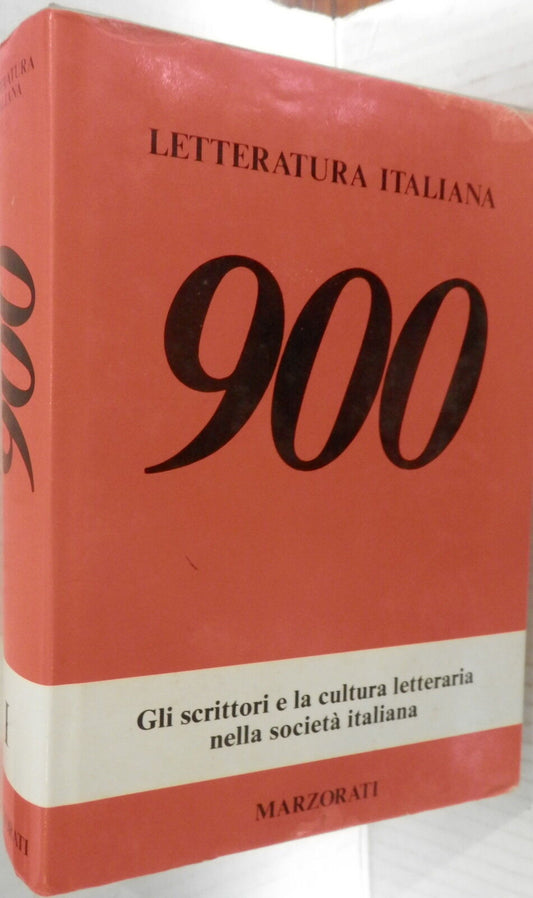 LETTERATURA ITALIANA
900
Gli scrittori e la cultura letteraria
nella società italiana
MARZORATI
900
I